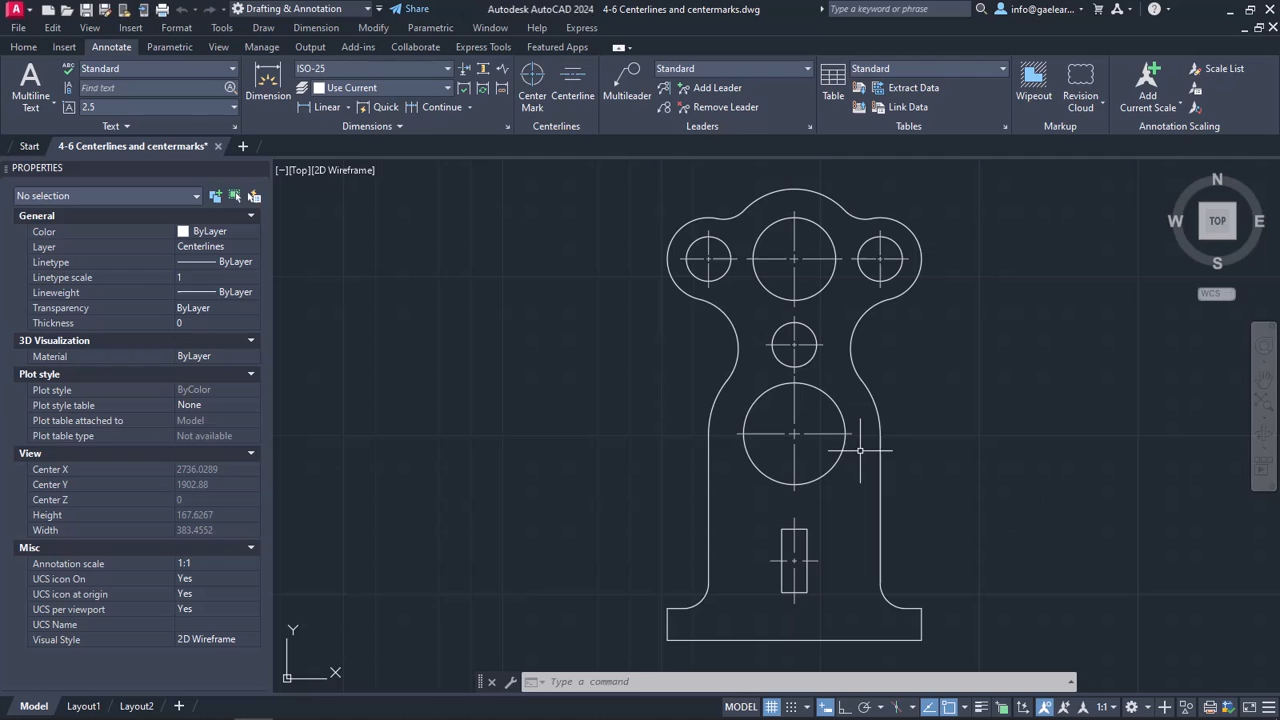 A
Drafting & Annotation
Share
Autodesk AutoCAD 2024
4-6 Centerlines and centermarks.dwg
Type a keyword or phrase
info@gaelear...
File
Edit
View
Insert
Format
Tools
Draw
Dimension
Modify
Parametric
Window
Help
Express
Home
Insert
Annotate
Parametric
View
Manage
Output
Add-ins
Collaborate
Express Tools
Featured Apps
A
Multiline
Text
ABC
Standard
Find text
2.5
Text
Dimension
ISO-25
Use Current
Linear
Quick
Continue
Dimensions
Center
Mark
Centerline
Centerlines
Multileader
Standard
Add Leader
Remove Leader
Leaders
Table
Standard
Extract Data
Link Data
Tables
Wipeout
Revision
Cloud
Markup
Add
Current Scale
Scale List
Annotation Scaling
Start
4-6 Centerlines and centermarks*
PROPERTIES
No selection
General
Color ByLayer
Layer Centerlines
Linetype ByLayer
Linetype scale 1
Lineweight ByLayer
Transparency ByLayer
Thickness 0
3D Visualization
Material ByLayer
Plot style
Plot style ByColor
Plot style table None
Plot table attached to Model
Plot table type Not available
View
Center X 2736.0289
Center Y 1902.88
Center Z 0
Height 167.6267
Width 383.4552
Misc
Annotation scale 1:1
UCS icon On Yes
UCS icon at origin Yes
UCS per viewport Yes
UCS Name
Visual Style 2D Wireframe
[−][Top][2D Wireframe]
N
W TOP E
S
WCS
Y
X
Type a command
Model
Layout1
Layout2
MODEL
1:1